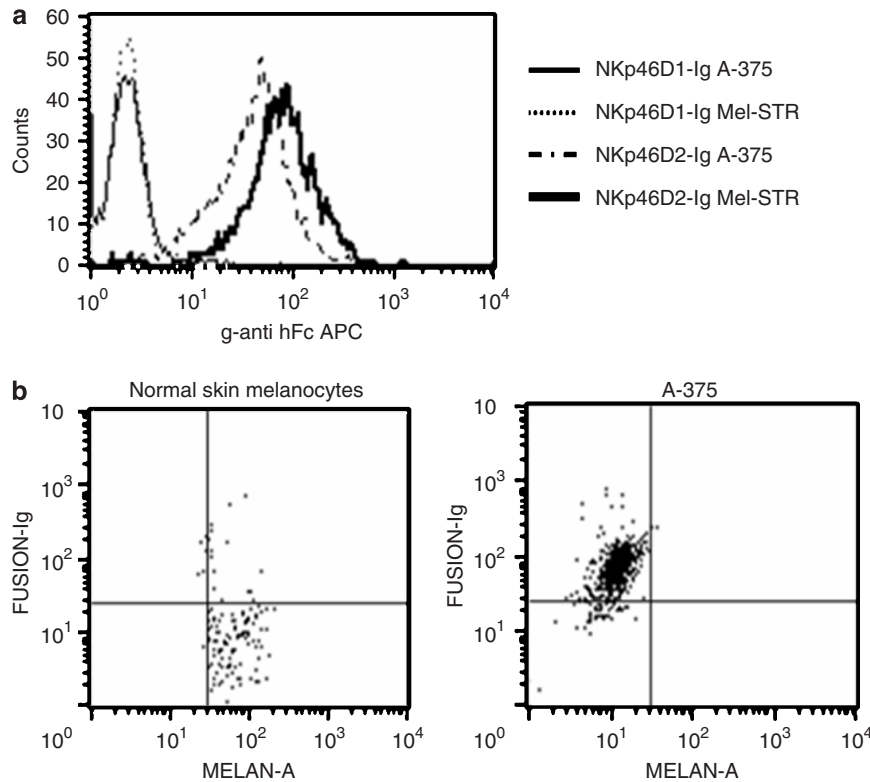 a
60
50
40
30
20
10
0
Counts
10^0 10^1 10^2 10^3 10^4
g-anti hFc APC
NKp46D1-Ig A-375
NKp46D1-Ig Mel-STR
NKp46D2-Ig A-375
NKp46D2-Ig Mel-STR
b
Normal skin melanocytes
10
10^3
10^2
10^1
10^0
FUSION-Ig
10^1 10^2 10^3 10^4
MELAN-A
A-375
10
10^3
10^2
10^1
10^0
FUSION-Ig
10^1 10^2 10^3 10^4
MELAN-A